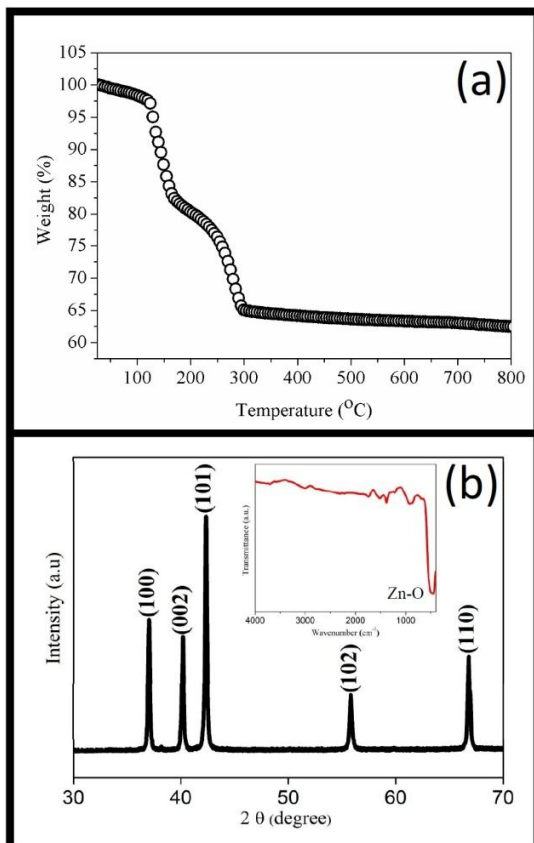 (a)
105
100
95
90
85
80
75
70
65
60
Weight (%)
100 200 300 400 500 600 700 800
Temperature (°C)
(b)
Intensity (a.u)
(100)
(002)
(101)
(102)
(110)
Transmittance (a.u.)
Zn-O
4000 3000 2000 1000
Wavenumber (cm⁻¹)
30 40 50 60 70
2 θ (degree)